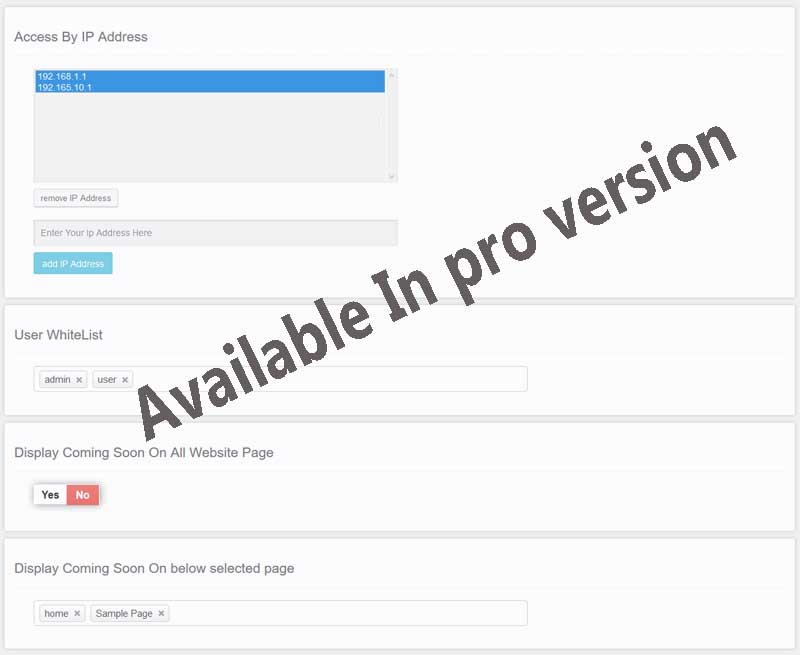 Access By IP Address
192.168.1.1
192.165.10.1
remove IP Address
Enter Your Ip Address Here
add IP Address
Available In pro version
User WhiteList
admin ×
user ×
Display Coming Soon On All Website Page
Yes No
Display Coming Soon On below selected page
home ×
Sample Page ×